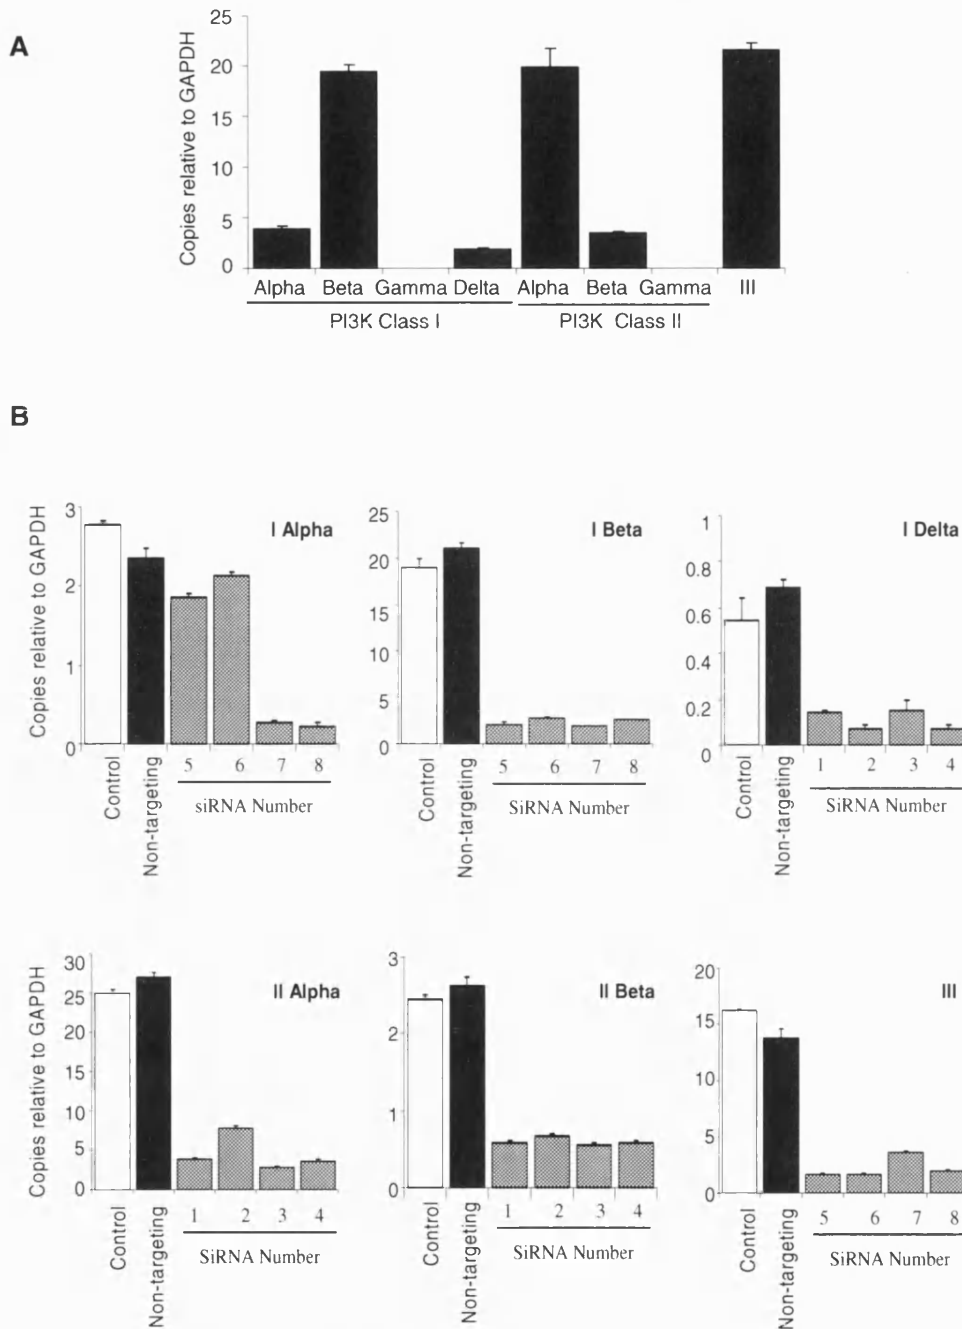 A
Copies relative to GAPDH
25
20
15
10
5
0
Alpha Beta Gamma Delta Alpha Beta Gamma III
PI3K Class I PI3K Class II
B
Copies relative to GAPDH
3
2
1
0
I Alpha
Control
Non-targeting
5 6 7 8
siRNA Number
25
20
15
10
5
0
I Beta
Control
Non-targeting
5 6 7 8
SiRNA Number
1
0.8
0.6
0.4
0.2
0
I Delta
Control
Non-targeting
1 2 3 4
SiRNA Number
Copies relative to GAPDH
30
25
20
15
10
5
0
II Alpha
Control
Non-targeting
1 2 3 4
SiRNA Number
3
2
1
0
II Beta
Control
Non-targeting
1 2 3 4
SiRNA Number
20
15
10
5
0
III
Control
Non-targeting
5 6 7 8
SiRNA Number